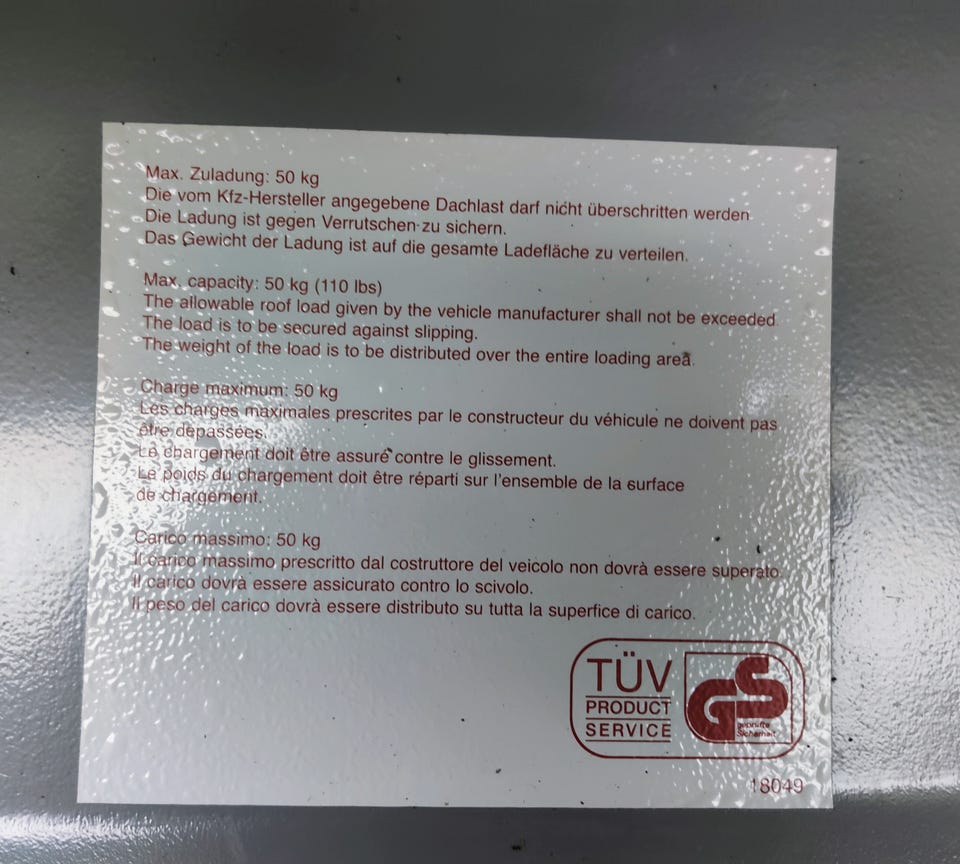 Max. Zuladung: 50 kg
Die vom Kfz-Hersteller angegebene Dachlast darf nicht überschritten werden.
Die Ladung ist gegen Verrutschen zu sichern.
Das Gewicht der Ladung ist auf die gesamte Ladefläche zu verteilen.
Max. capacity: 50 kg (110 lbs)
The allowable roof load given by the vehicle manufacturer shall not be exceeded.
The load is to be secured against slipping.
The weight of the load is to be distributed over the entire loading area.
Charge maximum: 50 kg
Les charges maximales prescrites par le constructeur du véhicule ne doivent pas
être depassées.
Le chargement doit être assuré contre le glissement.
Le poids du chargement doit être réparti sur l'ensemble de la surface
de chargement.
Carico massimo: 50 kg
Il carico massimo prescritto dal costruttore del veicolo non dovrà essere superato.
Il carico dovrà essere assicurato contro lo scivolo.
Il peso del carico dovrà essere distributo su tutta la superfice di carico.
TÜV
PRODUCT
SERVICE
GS
geprüfte
Sicherheit
18049